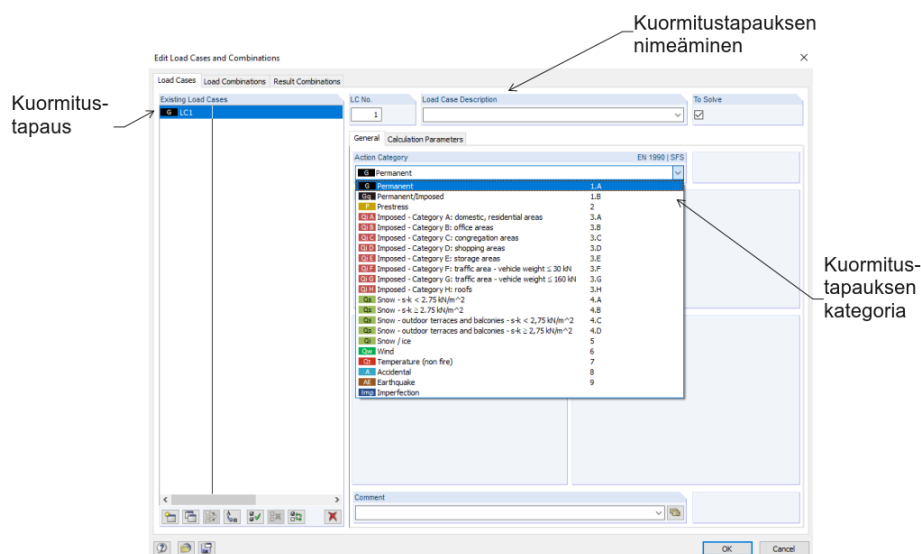 Kuormitustapauksen
nimeäminen
Edit Load Cases and Combinations
Load Cases Load Combinations Result Combinations
Kuormitus-
tapaus
Existing Load Cases
G LC1
LC No.
1
Load Case Description
To Solve
General Calculation Parameters
Action Category EN 1990 | SFS
G Permanent
G Permanent 1.A
Gq Permanent/Imposed 1.B
P Prestress 2
Qi A Imposed - Category A: domestic, residential areas 3.A
Qi B Imposed - Category B: office areas 3.B
Qi C Imposed - Category C: congregation areas 3.C
Qi D Imposed - Category D: shopping areas 3.D
Qi E Imposed - Category E: storage areas 3.E
Qi F Imposed - Category F: traffic area - vehicle weight ≤ 30 kN 3.F
Qi G Imposed - Category G: traffic area - vehicle weight ≤ 160 kN 3.G
Qi H Imposed - Category H: roofs 3.H
Qs Snow - s-k < 2.75 kN/m^2 4.A
Qs Snow - s-k ≥ 2.75 kN/m^2 4.B
Qs Snow - outdoor terraces and balconies - s-k < 2,75 kN/m^2 4.C
Qs Snow - outdoor terraces and balconies - s-k ≥ 2,75 kN/m^2 4.D
Qi Snow / ice 5
Qw Wind 6
Qt Temperature (non fire) 7
A Accidental 8
AE Earthquake 9
Imp Imperfection
Kuormitus-
tapauksen
kategoria
Comment
OK Cancel